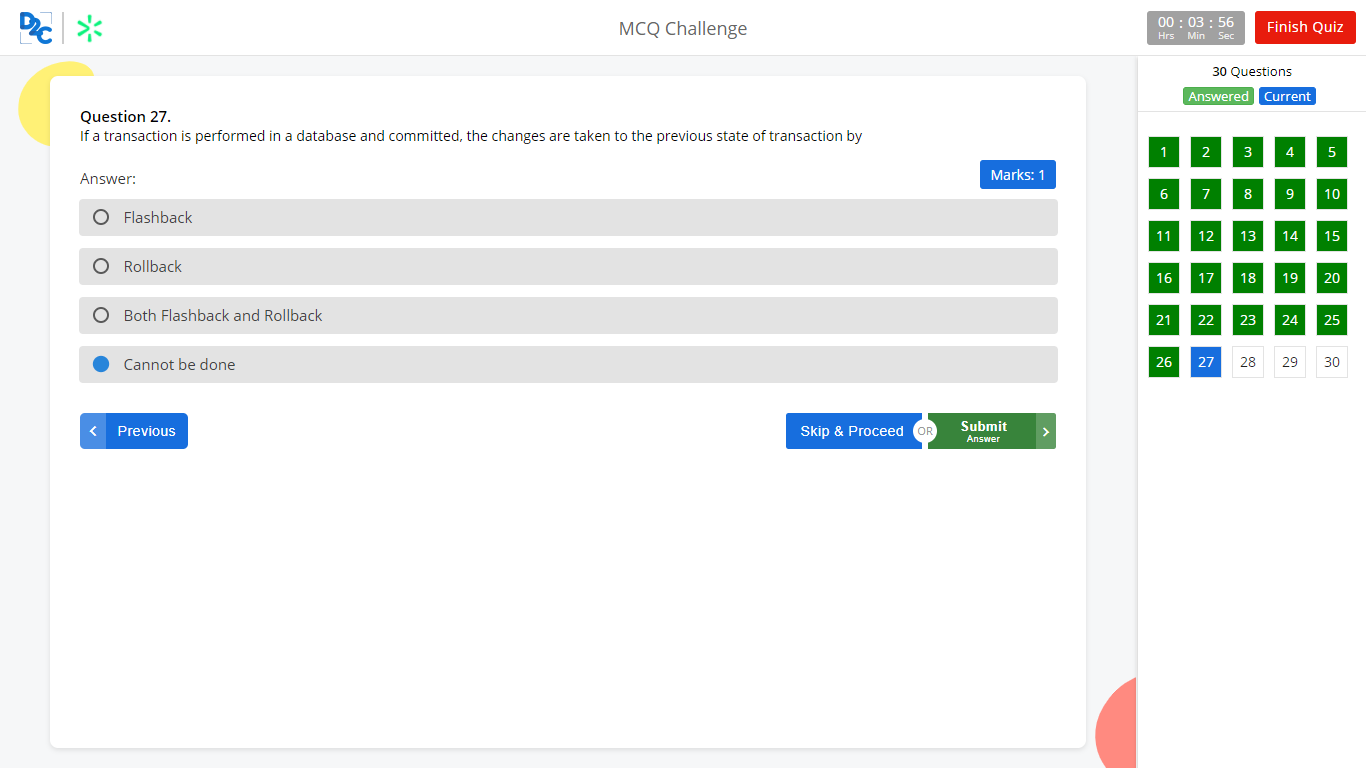 D2C
MCQ Challenge
00 : 03 : 56
Hrs Min Sec
Finish Quiz
30 Questions
Answered Current
Question 27.
If a transaction is performed in a database and committed, the changes are taken to the previous state of transaction by
Answer:
Marks: 1
Flashback
Rollback
Both Flashback and Rollback
Cannot be done
Previous
Skip & Proceed
OR
Submit
Answer
1 2 3 4 5
6 7 8 9 10
11 12 13 14 15
16 17 18 19 20
21 22 23 24 25
26 27 28 29 30